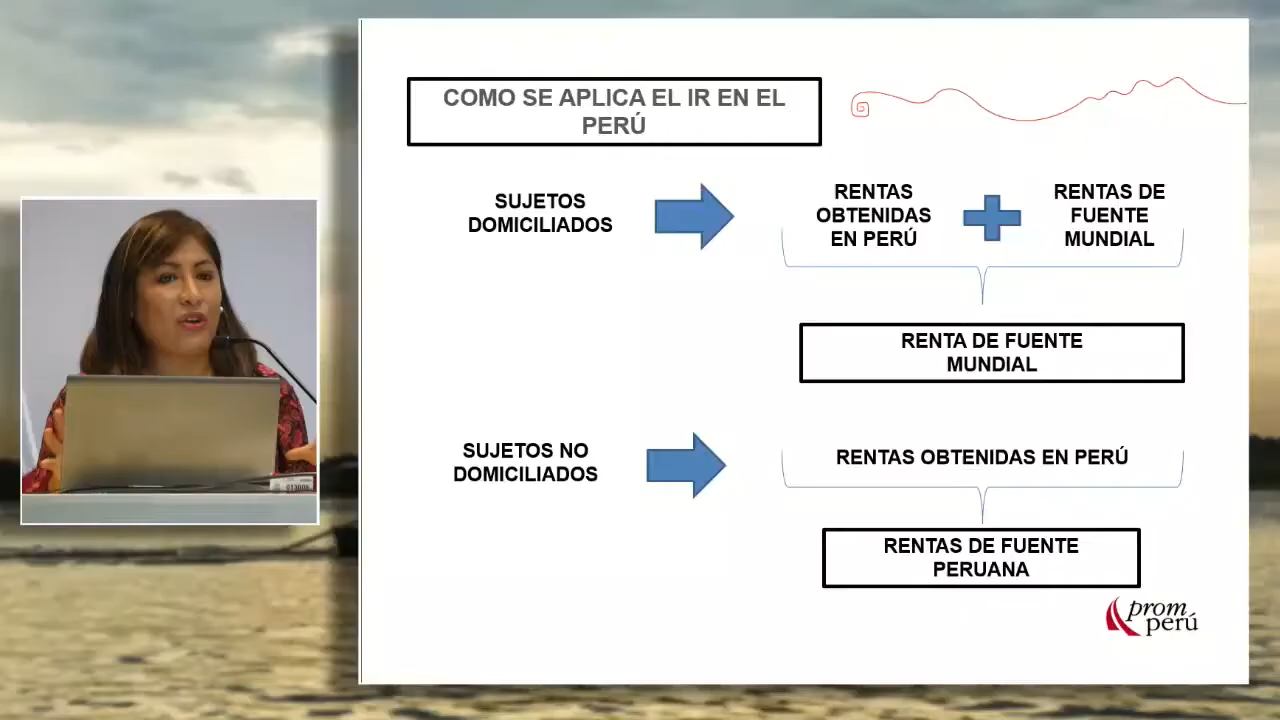 COMO SE APLICA EL IR EN EL
PERÚ
SUJETOS
DOMICILIADOS
RENTAS
OBTENIDAS
EN PERÚ
RENTAS DE
FUENTE
MUNDIAL
RENTA DE FUENTE
MUNDIAL
SUJETOS NO
DOMICILIADOS
RENTAS OBTENIDAS EN PERÚ
RENTAS DE FUENTE
PERUANA
prom
perú